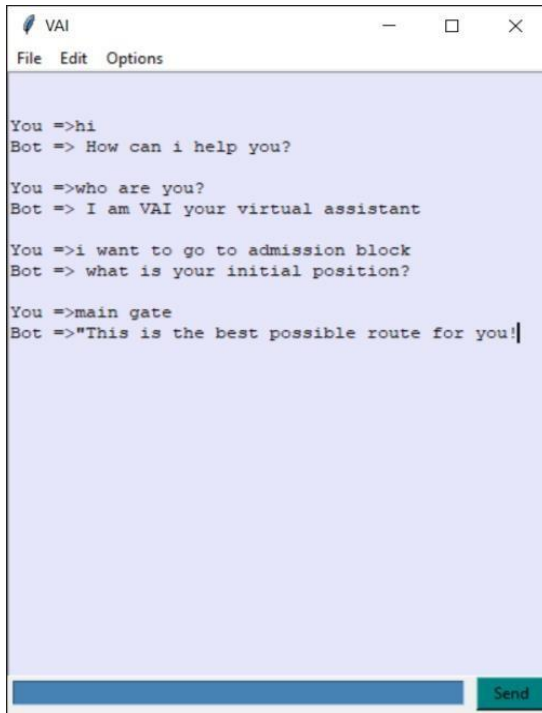 VAI
File Edit Options
You =>hi
Bot => How can i help you?
You =>who are you?
Bot => I am VAI your virtual assistant
You =>i want to go to admission block
Bot => what is your initial position?
You =>main gate
Bot =>"This is the best possible route for you!
Send